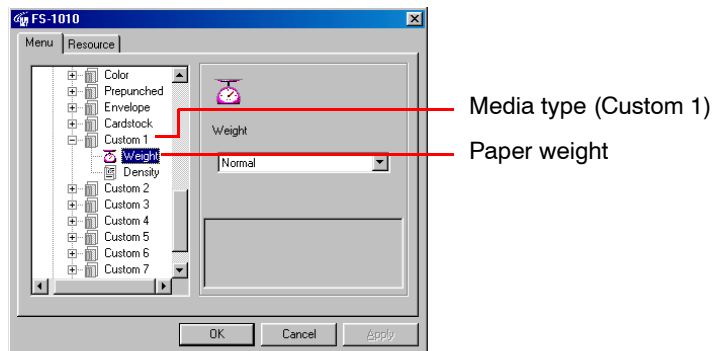 FS-1010
Menu
Resource
Color
Prepunched
Envelope
Cardstock
Custom 1
Weight
Density
Custom 2
Custom 3
Custom 4
Custom 5
Custom 6
Custom 7
Weight
Normal
OK
Cancel
Apply
Media type (Custom 1)
Paper weight